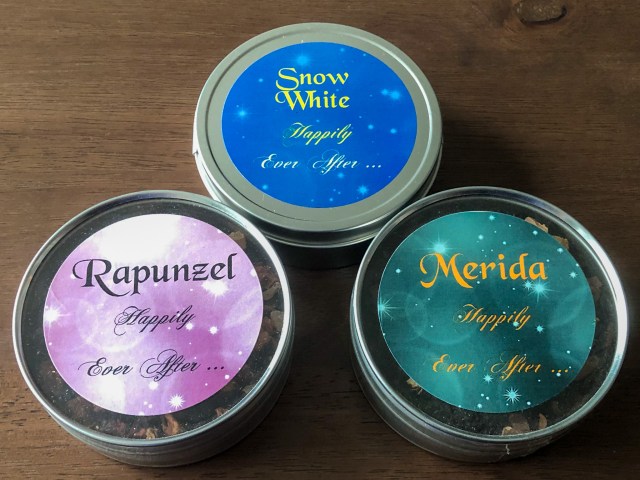 Snow
White
Happily
Ever After ...
Rapunzel
Happily
Ever After ...
Merida
Happily
Ever After ...